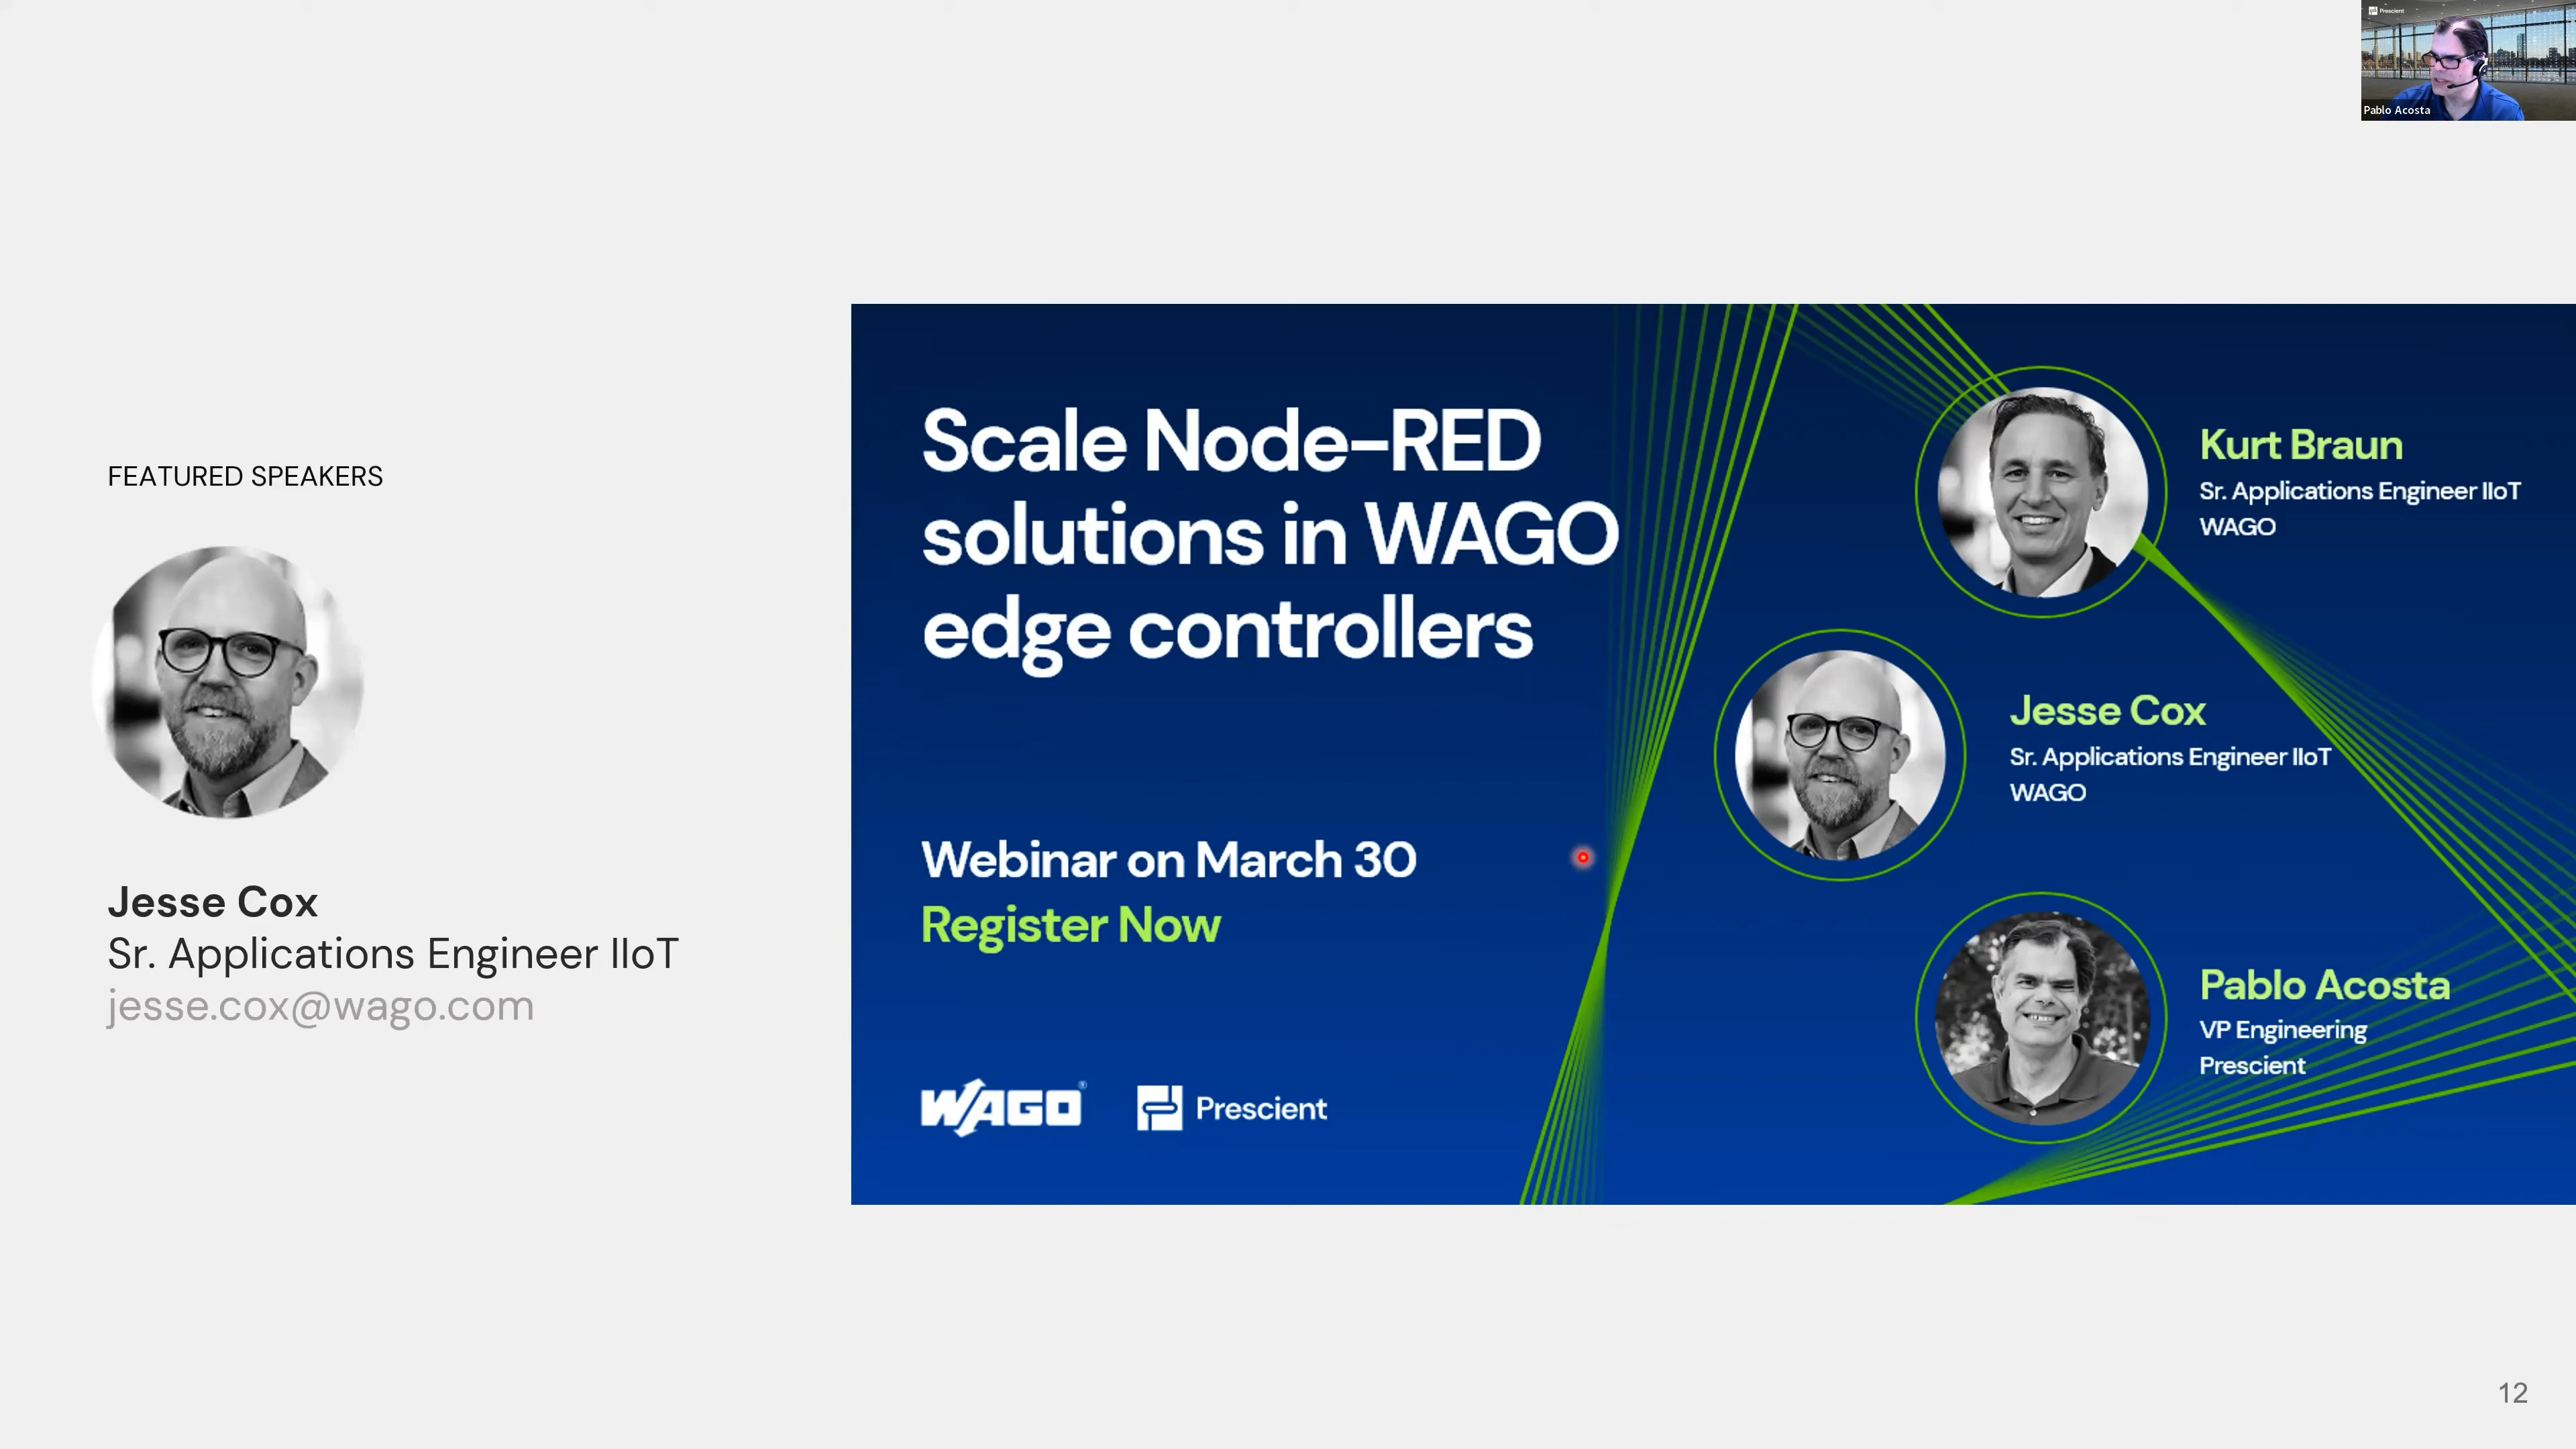 Prescient
Pablo Acosta
FEATURED SPEAKERS
Jesse Cox
Sr. Applications Engineer IIoT
jesse.cox@wago.com
Scale Node-RED
solutions in WAGO
edge controllers
Webinar on March 30
Register Now
WAGO®
Prescient
Kurt Braun
Sr. Applications Engineer IIoT
WAGO
Jesse Cox
Sr. Applications Engineer IIoT
WAGO
Pablo Acosta
VP Engineering
Prescient
12